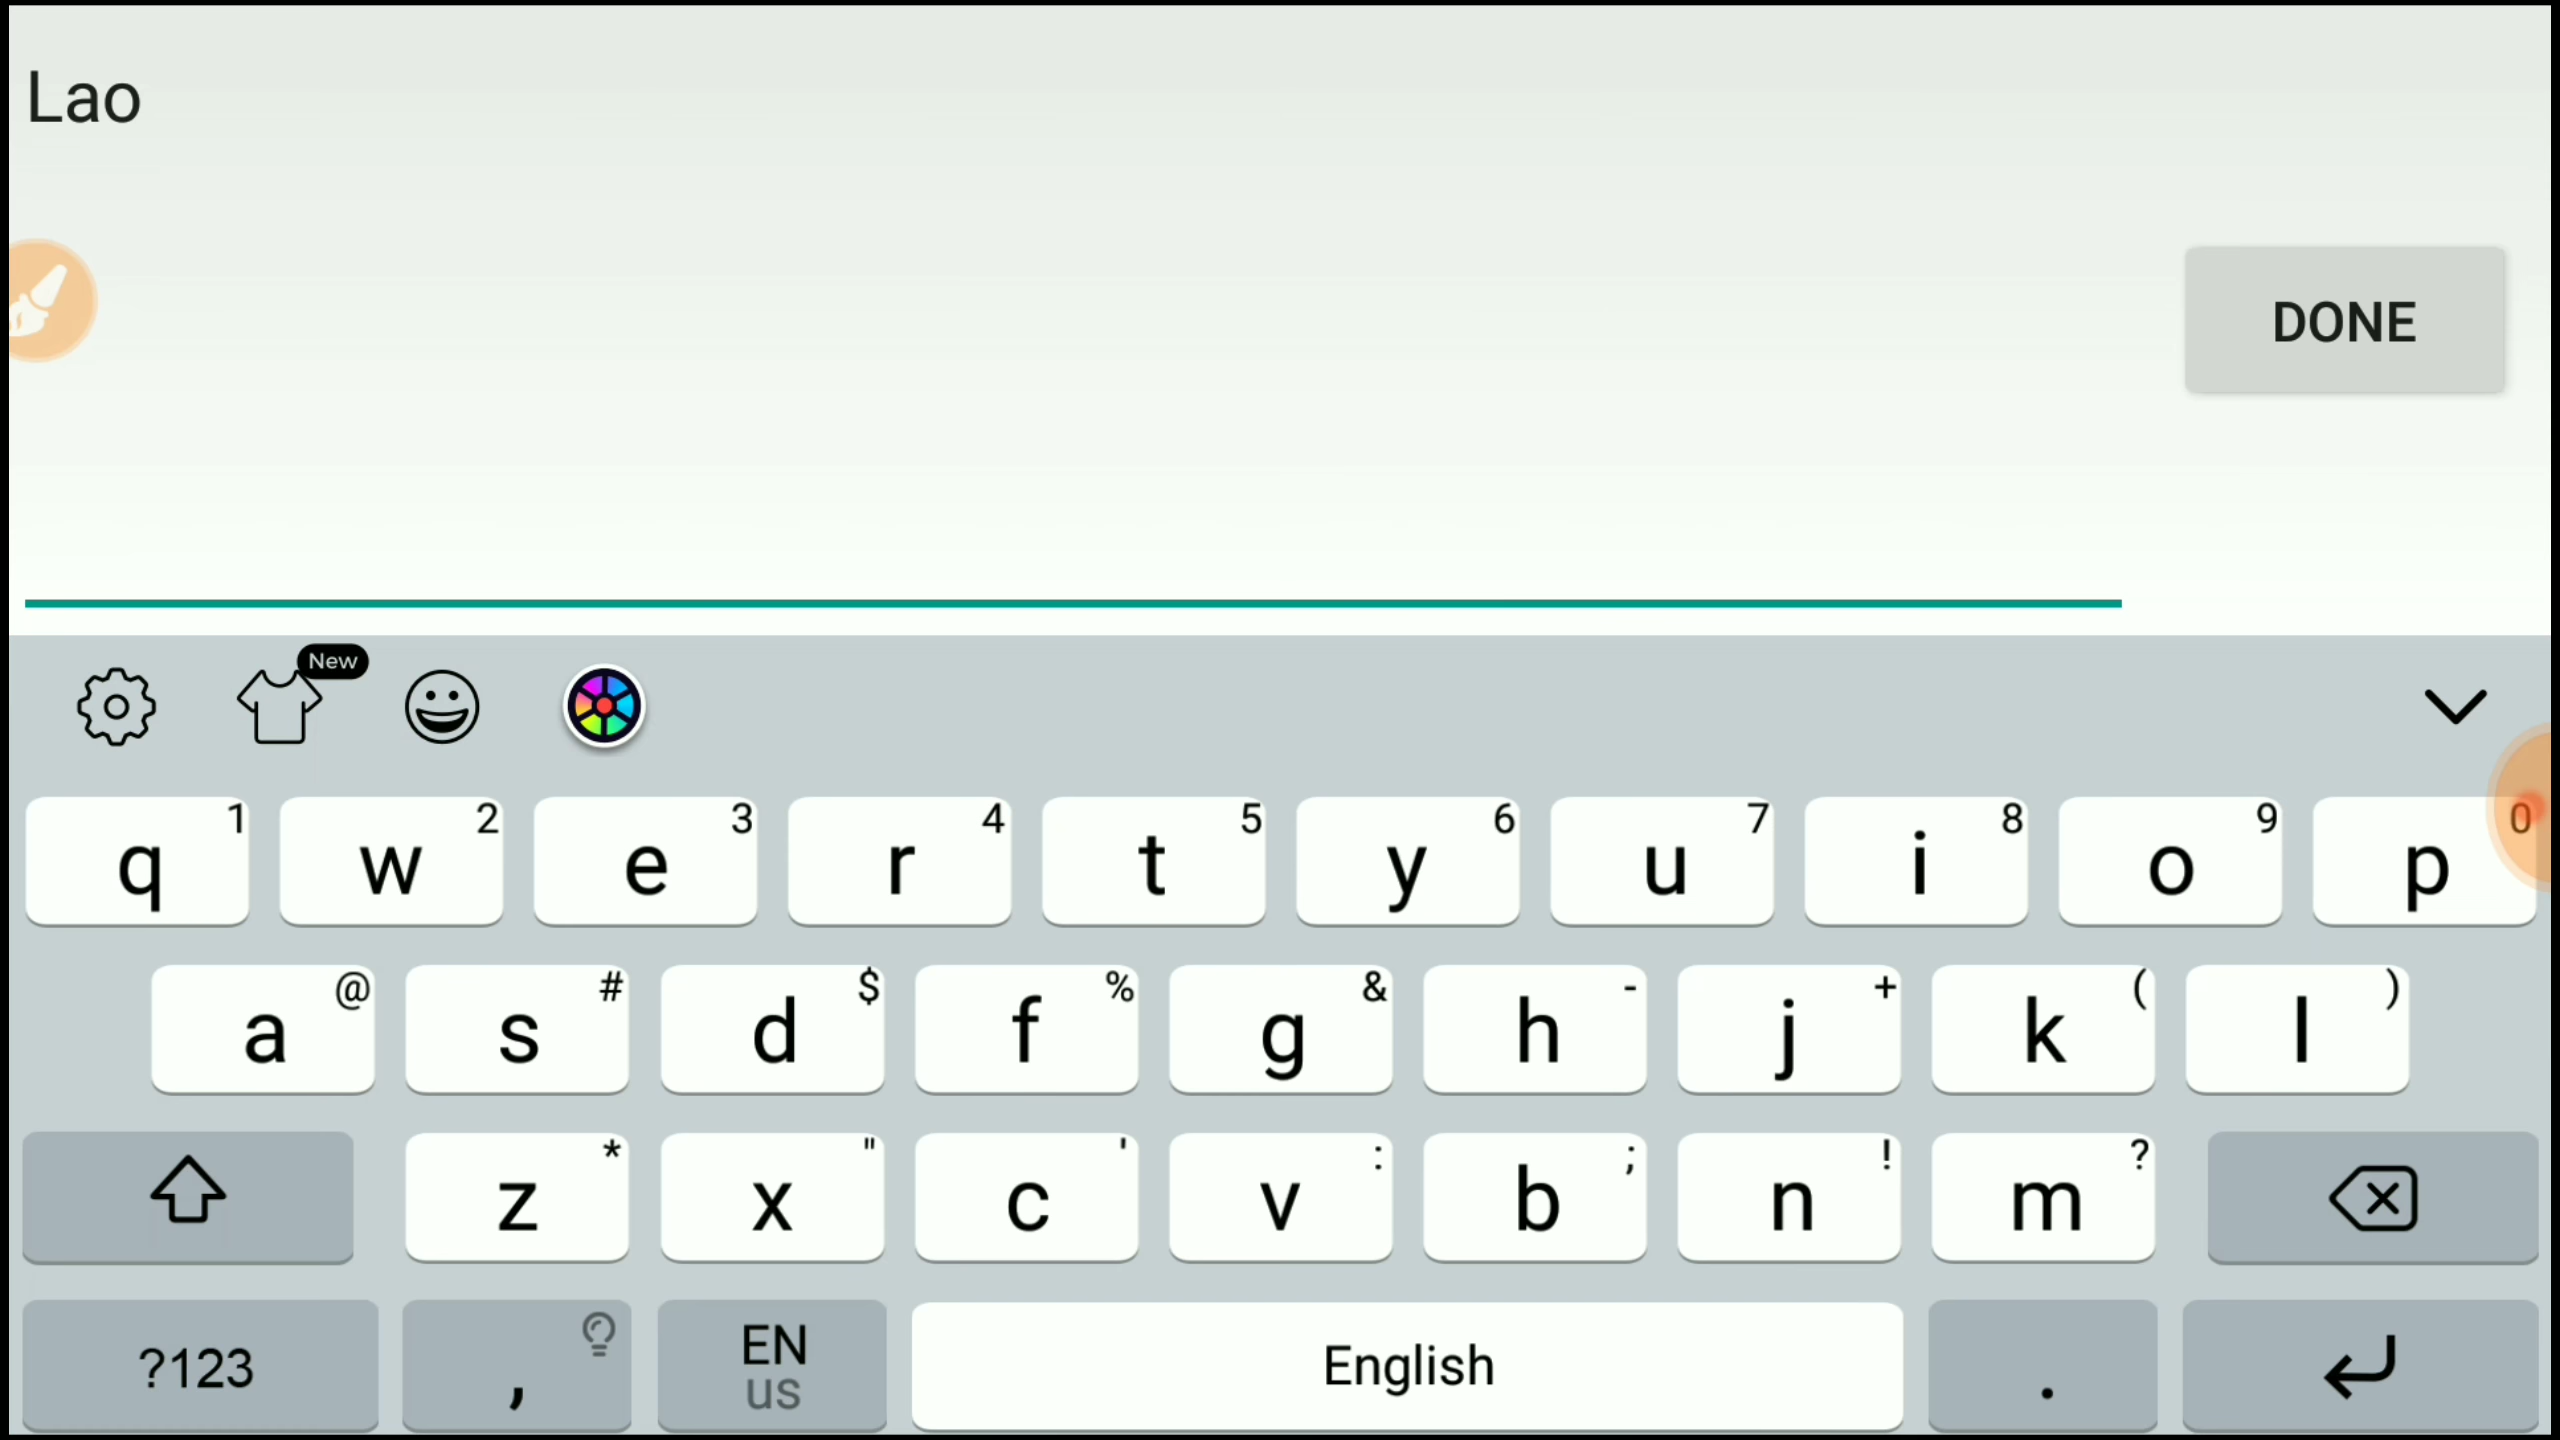 Lao
DONE
New
q 1 w 2 e 3 r 4 t 5 y 6 u 7 i 8 o 9 p 0
a @ s # d $ f % g & h - j + k ( l )
z * x " c ' v : b ; n ! m ?
?123 , EN English .
us